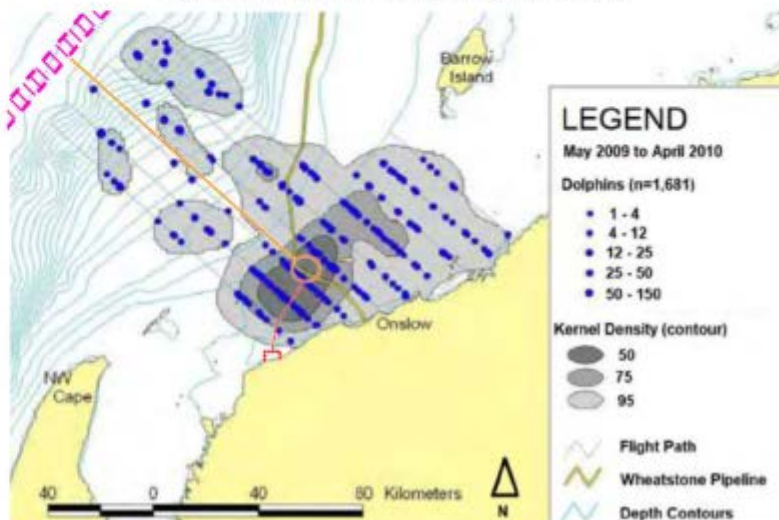 Barrow
Island
Onslow
NW
Cape
40 0 40 80 Kilometers
N
LEGEND
May 2009 to April 2010
Dolphins (n=1,681)
1 - 4
4 - 12
12 - 25
25 - 50
50 - 150
Kernel Density (contour)
50
75
95
Flight Path
Wheatstone Pipeline
Depth Contours